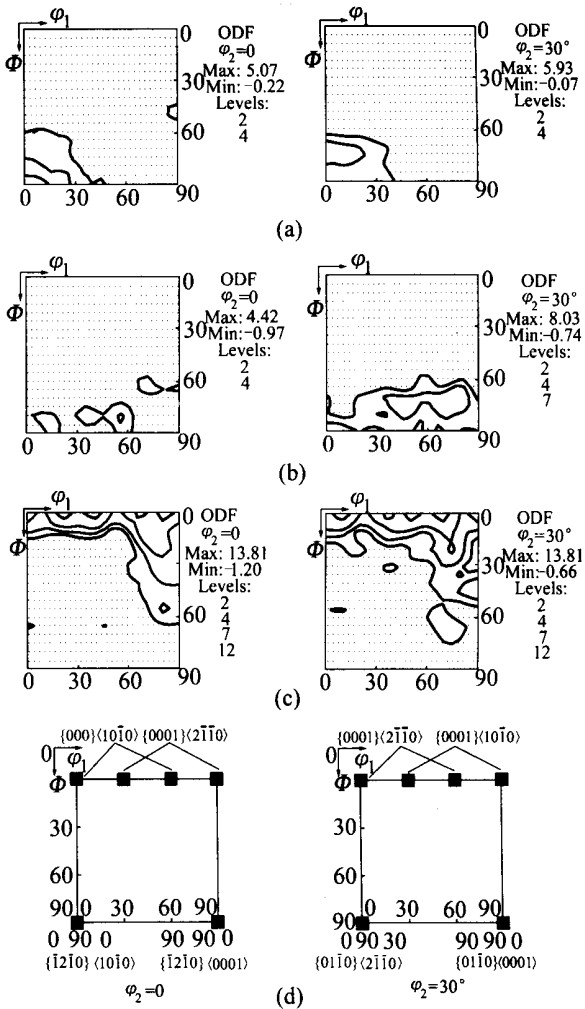 φ₁
Φ
0
30
60
90
0 30 60 90
ODF
φ₂=0
Max: 5.07
Min:−0.22
Levels:
2
4
0
30
60
90
0 30 60 90
ODF
φ₂=30°
Max: 5.93
Min:−0.07
Levels:
2
4
(a)
φ₁
Φ
0
30
60
90
0 30 60 90
ODF
φ₂=0
Max: 4.42
Min:−0.97
Levels:
2
4
φ₁
Φ
0
30
60
90
0 30 60 90
ODF
φ₂=30°
Max: 8.03
Min:−0.74
Levels:
2
4
7
(b)
φ₁
Φ
0
30
60
0 30 60 90
ODF
φ₂=0
Max: 13.81
Min:−1.20
Levels:
2
4
7
12
φ₁
Φ
0
30
60
0 30 60 90
ODF
φ₂=30°
Max: 13.81
Min:−0.66
Levels:
2
4
7
12
(c)
{000}⟨101̄0⟩ {0001}⟨21̄1̄0⟩
0
φ₁
Φ
30
60
90 0 30 60 90
0 90 0 90 90 0
{1̄21̄0}⟨101̄0⟩ {1̄21̄0}⟨0001⟩
φ₂=0
{0001}⟨21̄1̄0⟩ {0001}⟨101̄0⟩
0
φ₁
Φ
30
60
90 0 30 60 90
0 90 30 90 90 0
{011̄0}⟨21̄1̄0⟩ {011̄0}⟨0001⟩
φ₂=30°
(d)